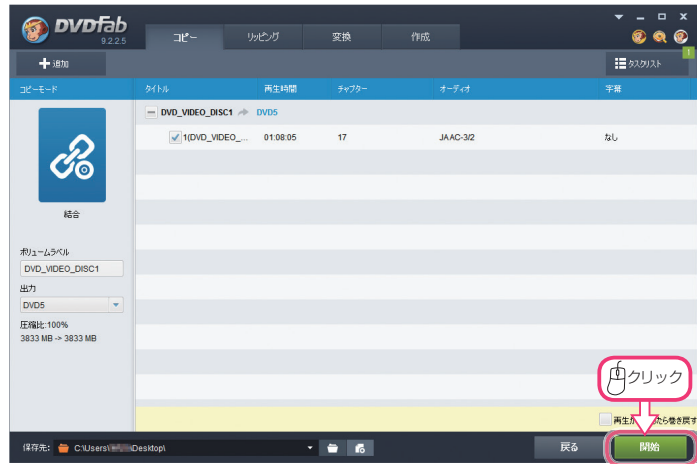 DVDFab
9.2.2.5
コピー リッピング 変換 作成
追加 タスクリスト
コピーモード タイトル 再生時間 チャプター オーディオ 字幕
DVD_VIDEO_DISC1 DVD5
1(DVD_VIDEO_... 01:08:05 17 JA AC-3/2 なし
結合
ボリュームラベル
DVD_VIDEO_DISC1
出力
DVD5
圧縮比:100%
3833 MB -> 3833 MB
クリック
再生が たら巻き戻す
保存先: C:\Users\ \Desktop\ 戻る 開始